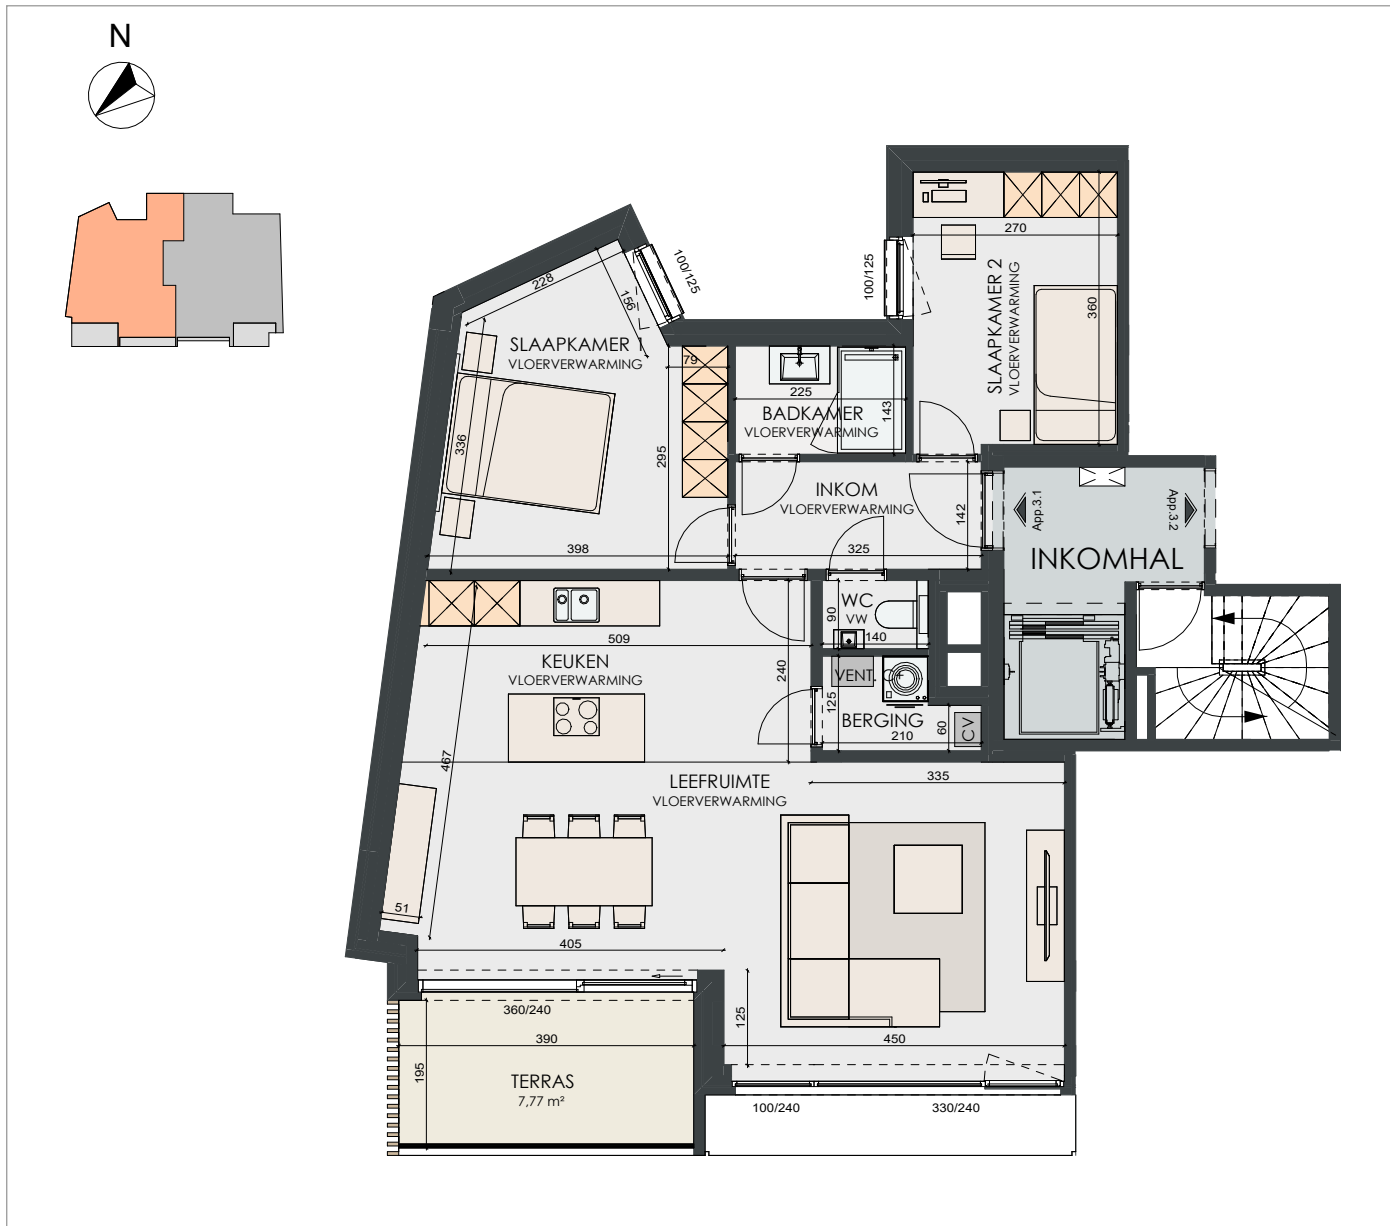 N
100/125
228
156
SLAAPKAMER 1
VLOERVERWARMING
79
336
295
398
225
BADKAMER
VLOERVERWARMING
143
100/125
270
SLAAPKAMER 2
VLOERVERWARMING
360
INKOM
VLOERVERWARMING
142
325
App.3.1
App.3.2
INKOMHAL
WC
VW
90
140
509
KEUKEN
VLOERVERWARMING
240
VENT. C+
125
BERGING
210
60
CV
467
LEEFRUIMTE
VLOERVERWARMING
335
51
405
360/240
390
195
TERRAS
7,77 m²
125
450
100/240
330/240